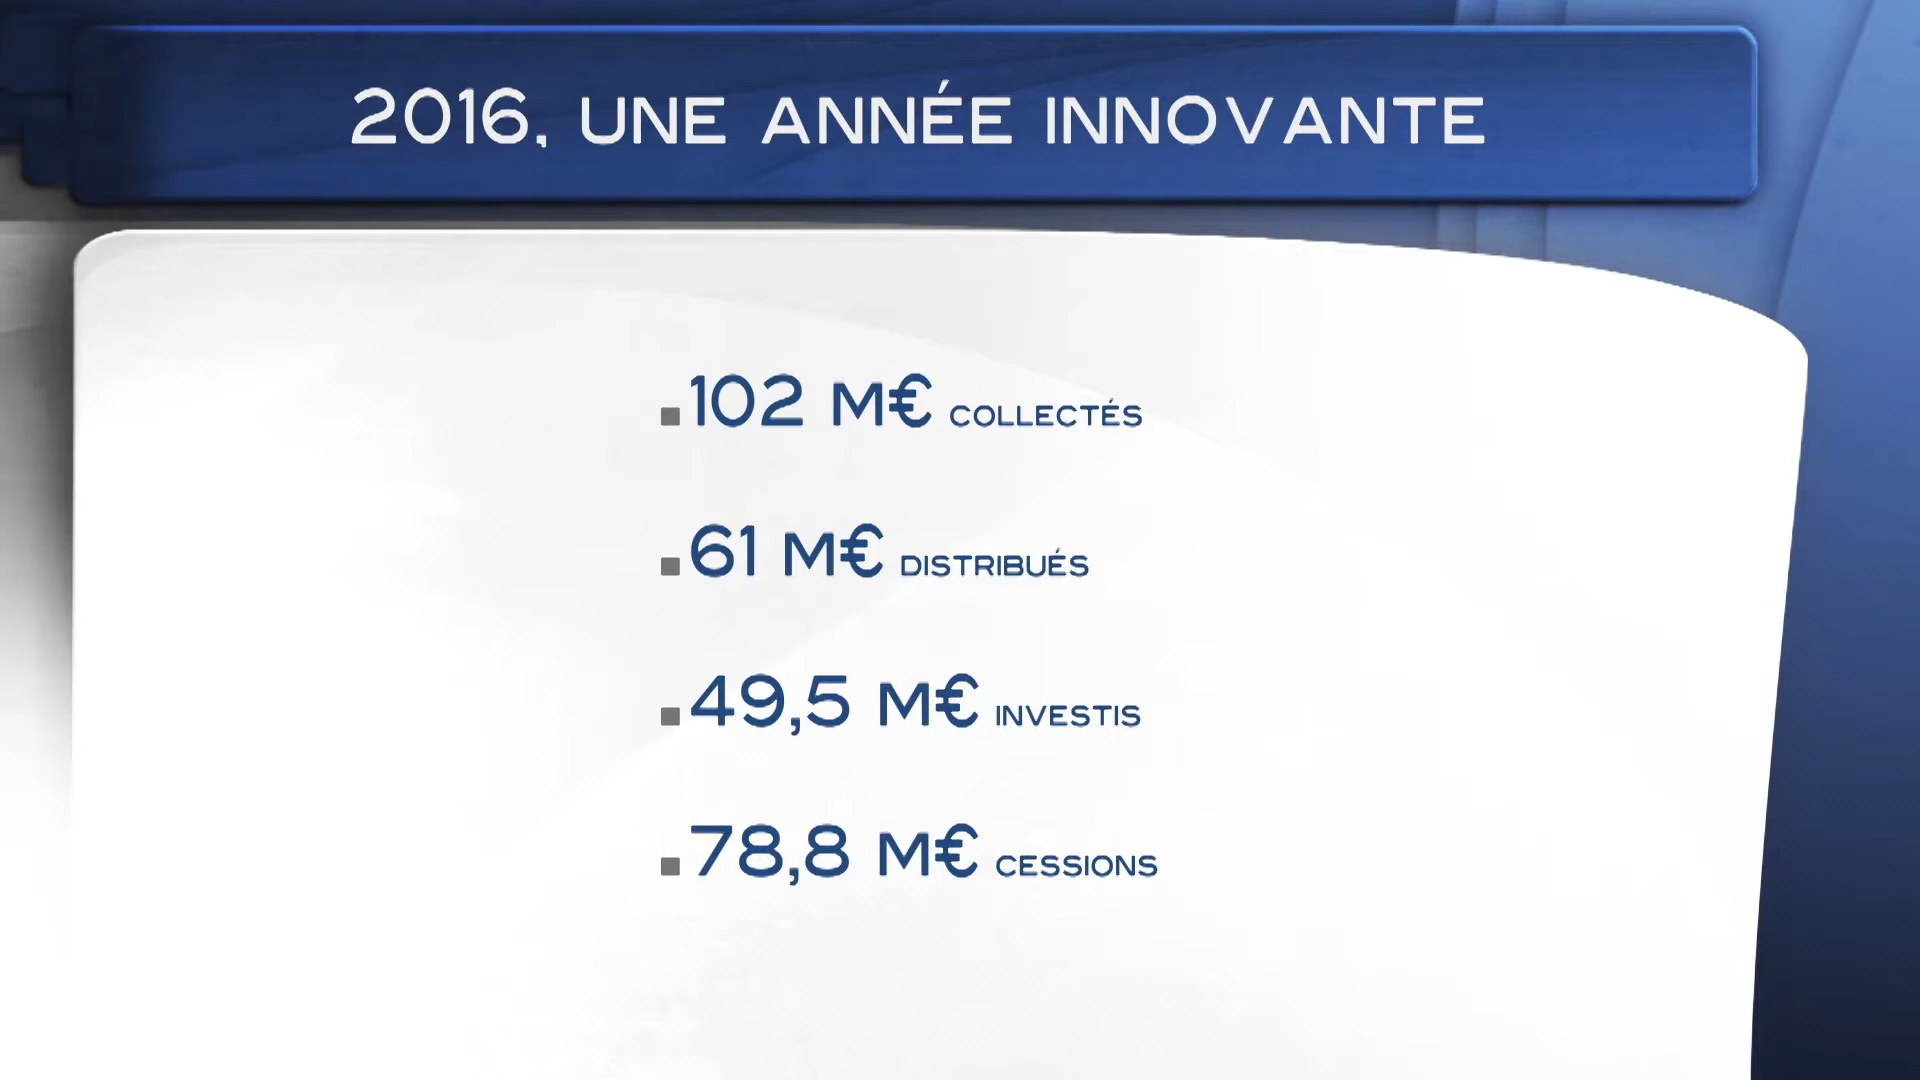 2016, UNE ANNÉE INNOVANTE
102 M€ COLLECTÉS
61 M€ DISTRIBUÉS
49,5 M€ INVESTIS
78,8 M€ CESSIONS